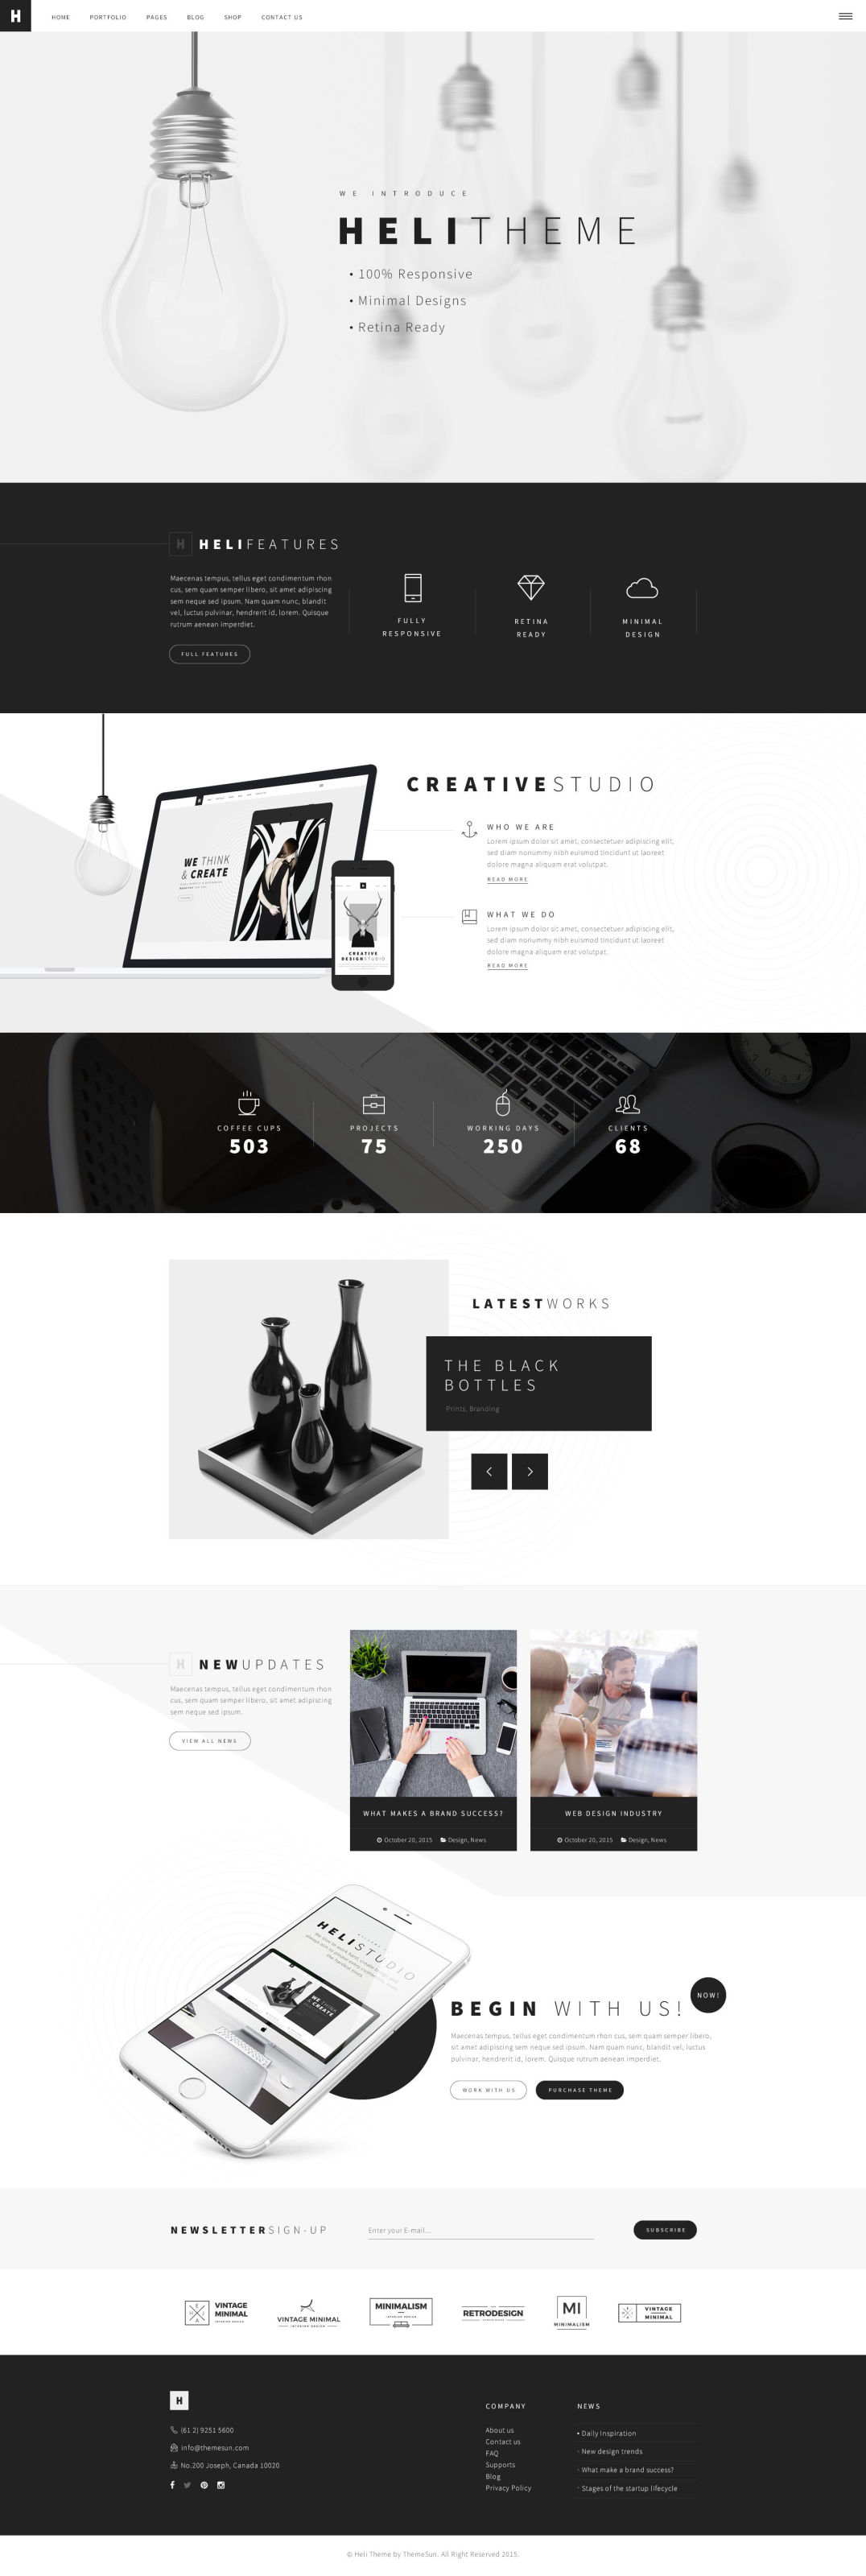 H
HOME PORTFOLIO PAGES BLOG SHOP CONTACT US
WE INTRODUCE
HELITHEME
• 100% Responsive
• Minimal Designs
• Retina Ready
H HELIFEATURES
Maecenas tempus, tellus eget condimentum rhon
cus, sem quam semper libero, sit amet adipiscing
sem neque sed ipsum. Nam quam nunc, blandit
vel, luctus pulvinar, hendrerit id, lorem. Quisque
rutrum aenean imperdiet.
FULL FEATURES
FULLY
RESPONSIVE
RETINA
READY
MINIMAL
DESIGN
CREATIVESTUDIO
WE THINK
& CREATE
CREATIVE
DESIGNSTUDIO
WHO WE ARE
Lorem ipsum dolor sit amet, consectetuer adipiscing elit,
sed diam nonummy nibh euismod tincidunt ut laoreet
dolore magna aliquam erat volutpat.
READ MORE
WHAT WE DO
Lorem ipsum dolor sit amet, consectetuer adipiscing elit,
sed diam nonummy nibh euismod tincidunt ut laoreet
dolore magna aliquam erat volutpat.
READ MORE
COFFEE CUPS
503
PROJECTS
75
WORKING DAYS
250
CLIENTS
68
LATESTWORKS
THE BLACK
BOTTLES
Prints, Branding
H NEWUPDATES
Maecenas tempus, tellus eget condimentum rhon
cus, sem quam semper libero, sit amet adipiscing
sem neque sed ipsum.
VIEW ALL NEWS
WHAT MAKES A BRAND SUCCESS?
October 20, 2015 Design, News
WEB DESIGN INDUSTRY
October 20, 2015 Design, News
HELISTUDIO
WE THINK
& CREATE
BEGIN WITH US!
NOW!
Maecenas tempus, tellus eget condimentum rhon cus, sem quam semper libero,
sit amet adipiscing sem neque sed ipsum. Nam quam nunc, blandit vel, luctus
pulvinar, hendrerit id, lorem. Quisque rutrum aenean imperdiet.
WORK WITH US
PURCHASE THEME
NEWSLETTERSIGN-UP
Enter your E-mail...
SUBSCRIBE
VINTAGE
MINIMAL
INTERIOR DESIGN
VINTAGE MINIMAL
INTERIOR DESIGN
MINIMALISM
INTERIOR DESIGN
RETRODESIGN
MI
MINIMALISM
VINTAGE
MINIMAL
H
(61 2) 9251 5600
info@themesun.com
No.200 Joseph, Canada 10020
COMPANY
About us
Contact us
FAQ
Supports
Blog
Privacy Policy
NEWS
• Daily Inspiration
• New design trends
• What make a brand success?
• Stages of the startup lifecycle
© Heli Theme by ThemeSun. All Right Reserved 2015.